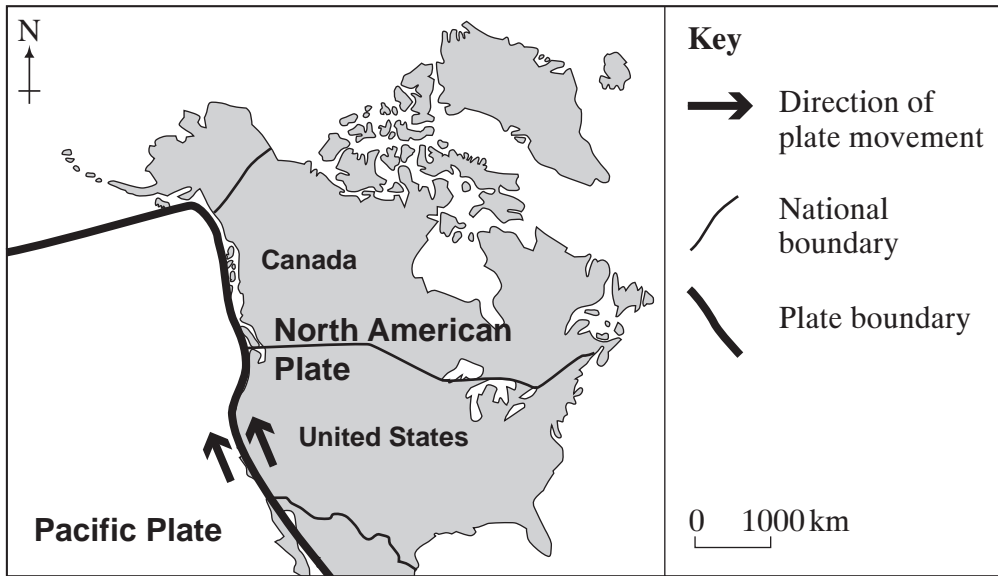 N
Canada
North American
Plate
United States
Pacific Plate
Key
Direction of
plate movement
National
boundary
Plate boundary
0 1000 km